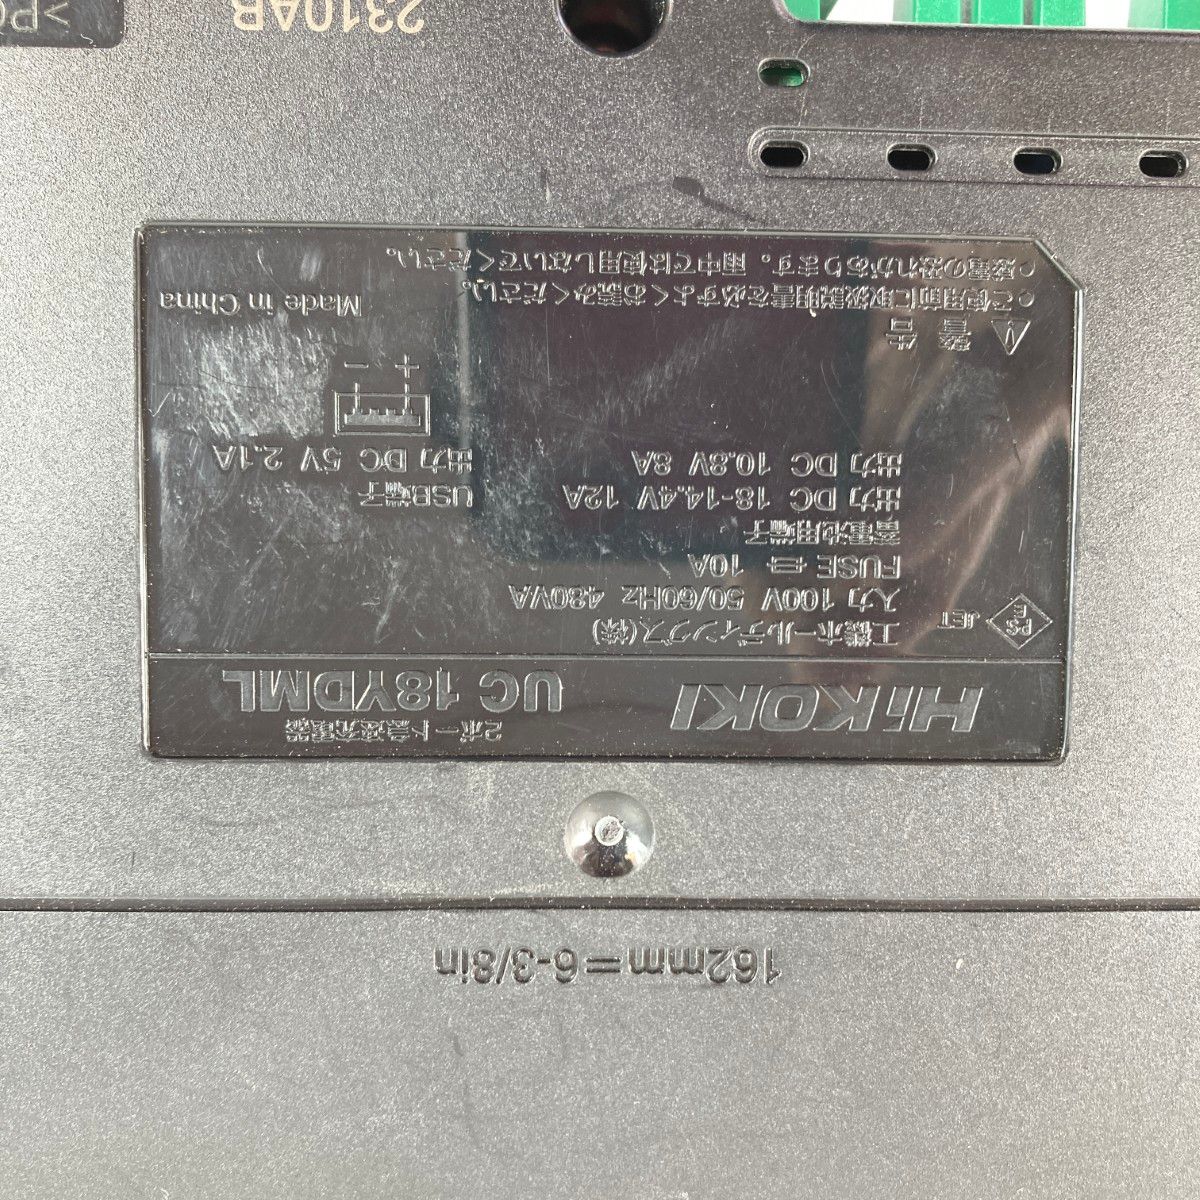 162mm=6-3/8in
HiKOKI
2ポート急速充電器
UC 18YDML
工機ホールディングス(株)
PS
E
JET
入力 100V 50/60Hz 480VA
FUSE 10A
蓄電池用端子
出力 DC 18-14.4V 12A
出力 DC 10.8V 8A
USB端子
出力 DC 5V 2.1A
+ −
⚠ 警告
• ご使用前に取扱説明書を必ずよくお読みください。
• 感電の恐れがあります。雨中では使用しないでください。
Made in China
2310AB